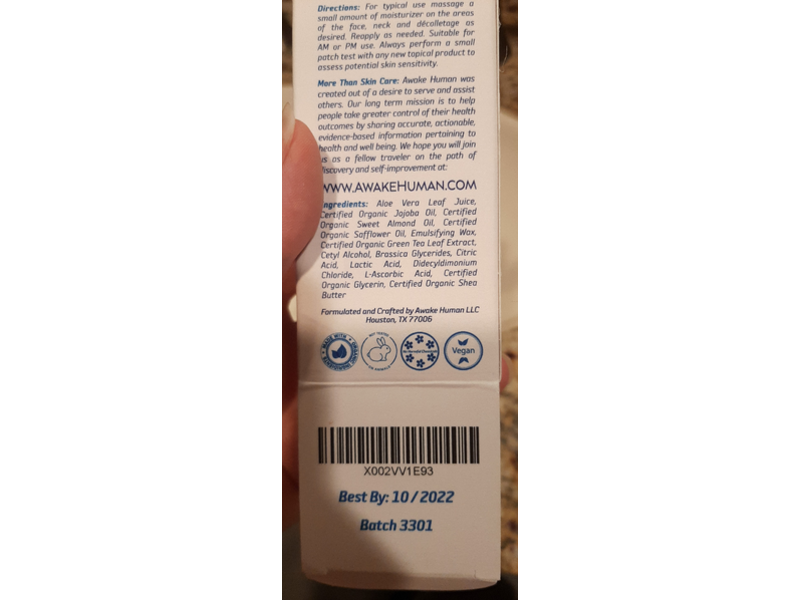 Directions: For typical use massage a
small amount of moisturizer on the areas
of the face, neck and décolletage as
desired. Reapply as needed. Suitable for
AM or PM use. Always perform a small
patch test with any new topical product to
assess potential skin sensitivity.
More Than Skin Care: Awake Human was
created out of a desire to serve and assist
others. Our long term mission is to help
people take greater control of their health
outcomes by sharing accurate, actionable,
evidence-based information pertaining to
health and well being. We hope you will join
us as a fellow traveler on the path of
discovery and self-improvement at:
WWW.AWAKEHUMAN.COM
Ingredients: Aloe Vera Leaf Juice,
Certified Organic Jojoba Oil, Certified
Organic Sweet Almond Oil, Certified
Organic Safflower Oil, Emulsifying Wax,
Certified Organic Green Tea Leaf Extract,
Cetyl Alcohol, Brassica Glycerides, Citric
Acid, Lactic Acid, Didecyldimonium
Chloride, L-Ascorbic Acid, Certified
Organic Glycerin, Certified Organic Shea
Butter
Formulated and Crafted by Awake Human LLC
Houston, TX 77006
MADE WITH ORGANIC INGREDIENTS
Vegan
X002VV1E93
Best By: 10 / 2022
Batch 3301